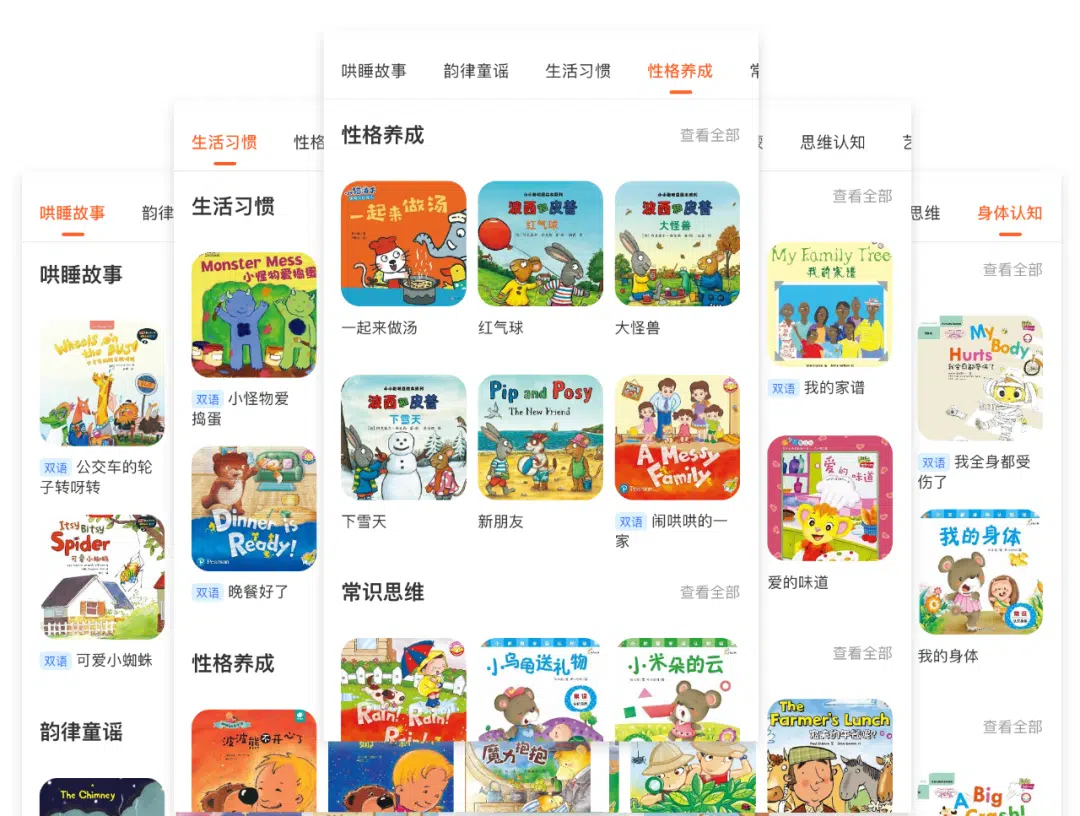 哄睡故事
韵律童谣
生活习惯
性格养成
性格养成
查看全部
一起来做汤
一起来做汤
波西和皮普
红气球
红气球
波西和皮普
大怪兽
大怪兽
波西和皮普
下雪天
下雪天
Pip and Posy
The New Friend
新朋友
A Messy
Family
Pearson
双语 闹哄哄的一
家
常识思维
查看全部
Rain! Rain!
小乌龟送礼物
常识
小米朵的云
生活习惯
性格
生活习惯
Monster Mess
小怪物爱捣蛋
双语 小怪物爱
捣蛋
Dinner is
Ready!
Pearson
双语 晚餐好了
性格养成
波波熊不开心了
魔力抱抱
哄睡故事
韵律
哄睡故事
Wheels on
the Bus
双语 公交车的轮
子转呀转
Itsy Bitsy
Spider
可爱小蜘蛛
双语 可爱小蜘蛛
韵律童谣
The Chimney
思维认知
查看全部
My Family Tree
我的家谱
双语 我的家谱
爱的味道
爱的味道
查看全部
The
Farmer's Lunch
思维
身体认知
查看全部
My
Body
Hurts
我全身都受伤了
双语 我全身都受
伤了
我的身体
常识
我的身体
查看全部
A Big
Crash!